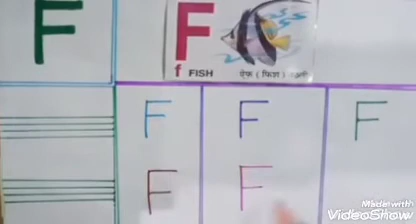 F
F
f FISH
F F F
F F
Made with
VideoShow